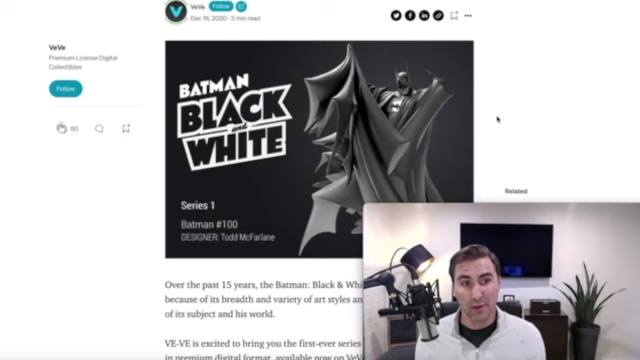 VeVe
Follow
Dec 16, 2020 · 3 min read
VeVe
Premium License Digital
Collectibles
Follow
60
BATMAN
BLACK
and
WHITE
Series 1
Batman #100
DESIGNER: Todd McFarlane
Related
Over the past 15 years, the Batman: Black & Whi
because of its breadth and variety of art styles an
of its subject and his world.
VE-VE is excited to bring you the first-ever series
in premium digital format, available now on VeV